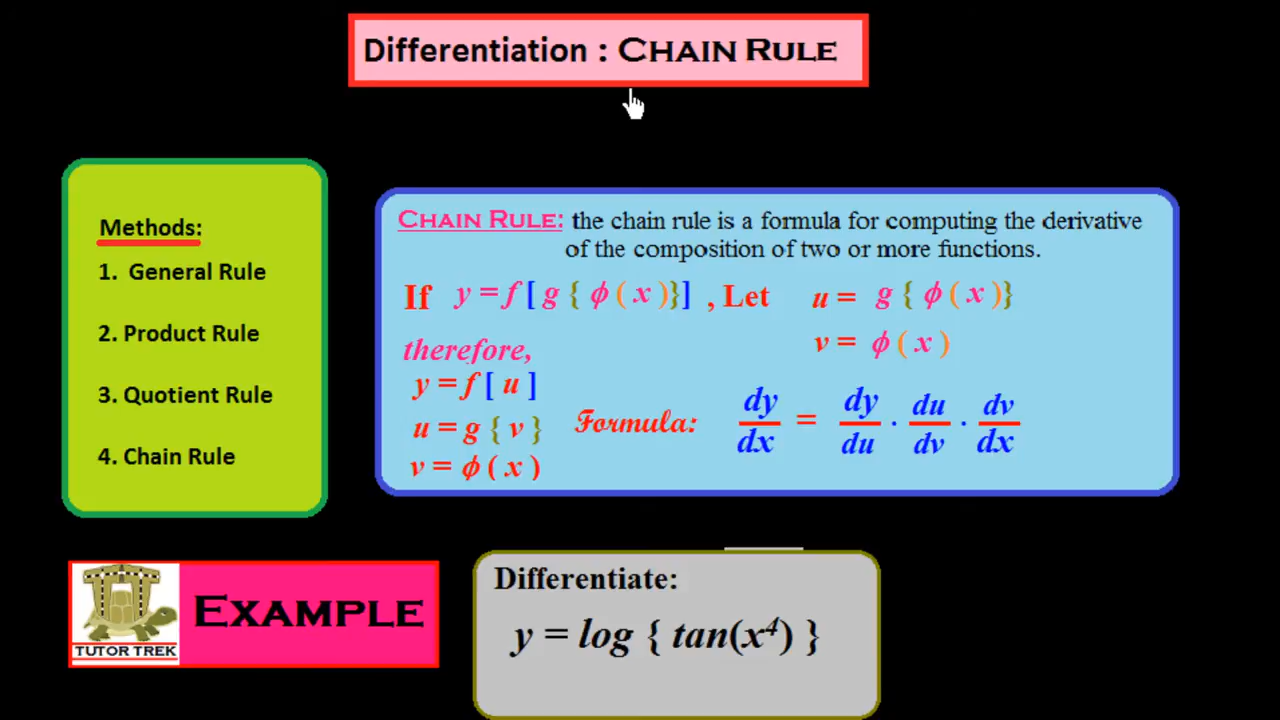 Differentiation : CHAIN RULE
Methods:
1. General Rule
2. Product Rule
3. Quotient Rule
4. Chain Rule
CHAIN RULE: the chain rule is a formula for computing the derivative
of the composition of two or more functions.
If y = f [ g { ϕ ( x )}] , Let u = g { ϕ ( x )}
v = ϕ ( x )
therefore,
y = f [ u ]
u = g { v }
v = ϕ ( x )
Formula: dy/dx = dy/du · du/dv · dv/dx
EXAMPLE
TUTOR TREK
Differentiate:
y = log { tan(x⁴) }